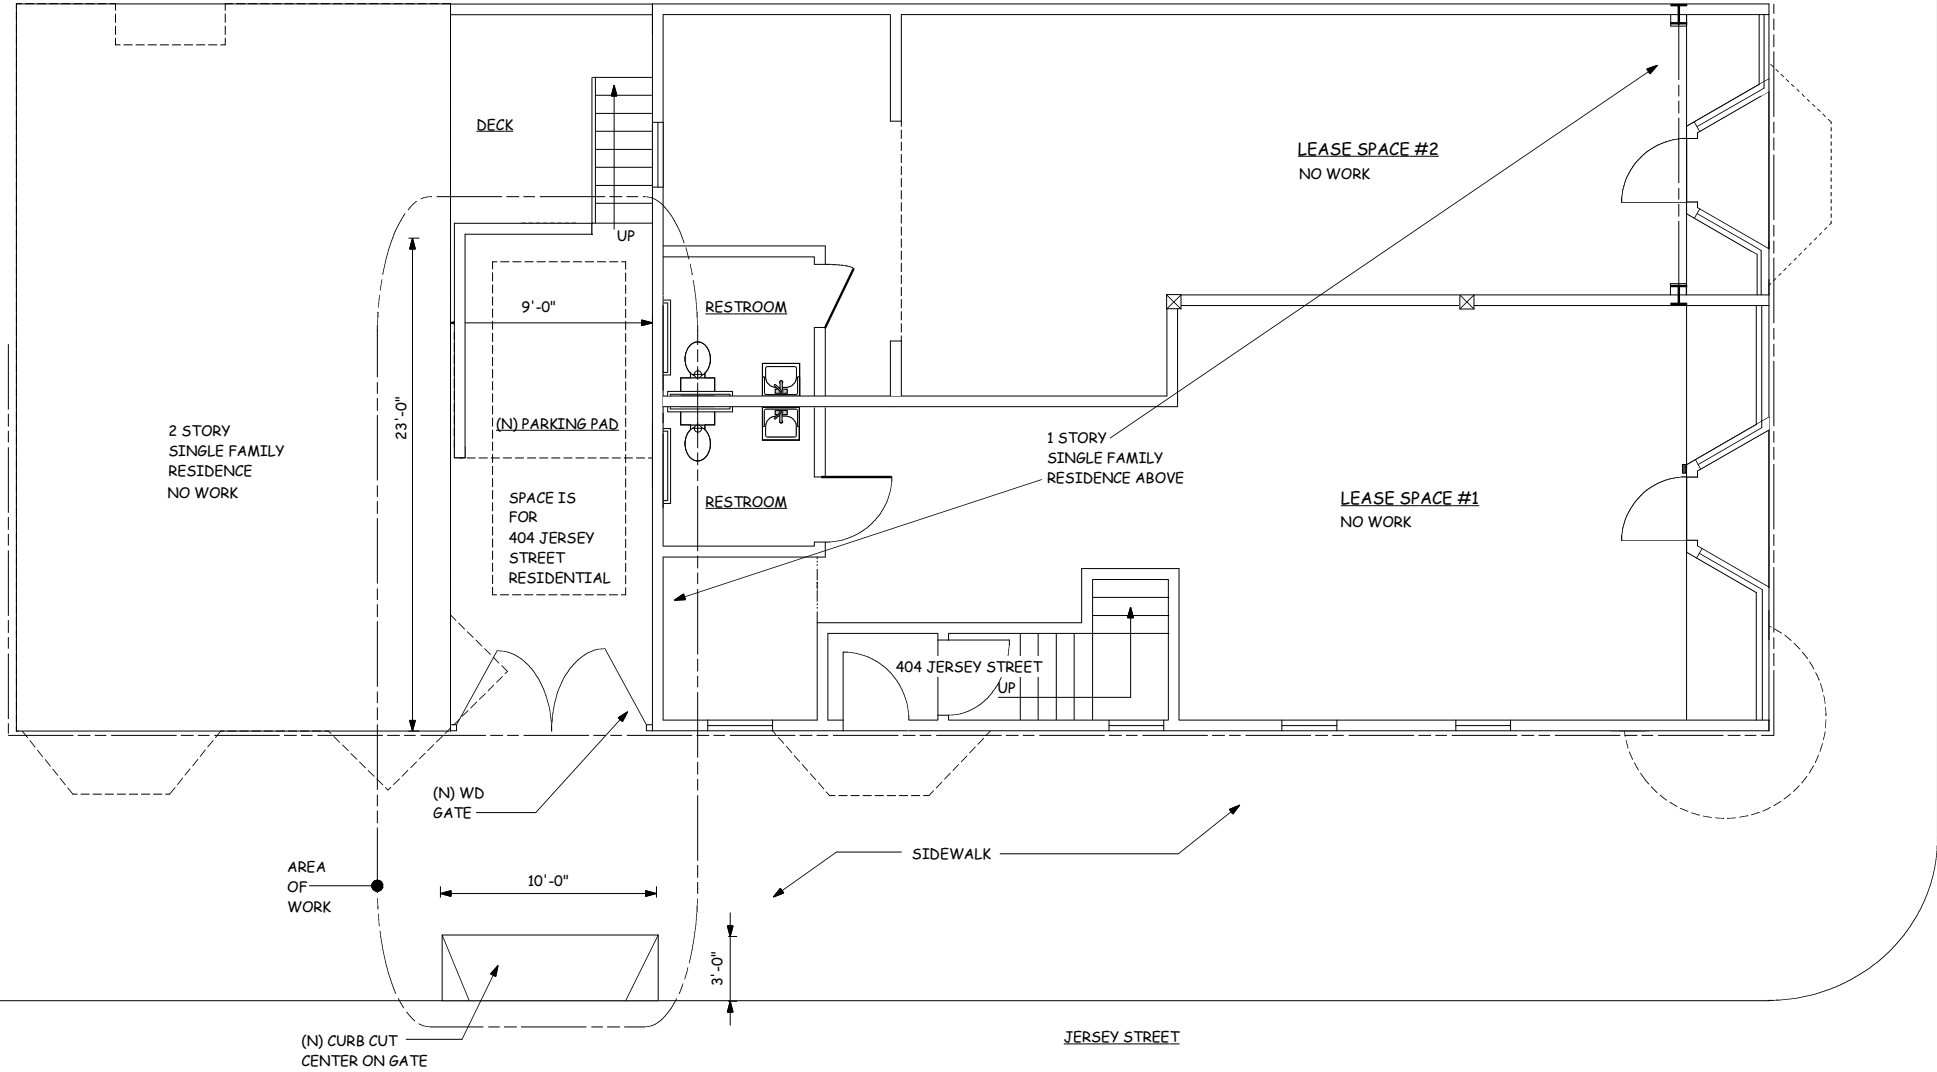 DECK
LEASE SPACE #2
NO WORK
UP
RESTROOM
9'-0"
23'-0"
(N) PARKING PAD
2 STORY
SINGLE FAMILY
RESIDENCE
NO WORK
1 STORY
SINGLE FAMILY
RESIDENCE ABOVE
SPACE IS
FOR
404 JERSEY
STREET
RESIDENTIAL
RESTROOM
LEASE SPACE #1
NO WORK
404 JERSEY STREET
UP
(N) WD
GATE
SIDEWALK
AREA
OF
WORK
10'-0"
3'-0"
(N) CURB CUT
CENTER ON GATE
JERSEY STREET